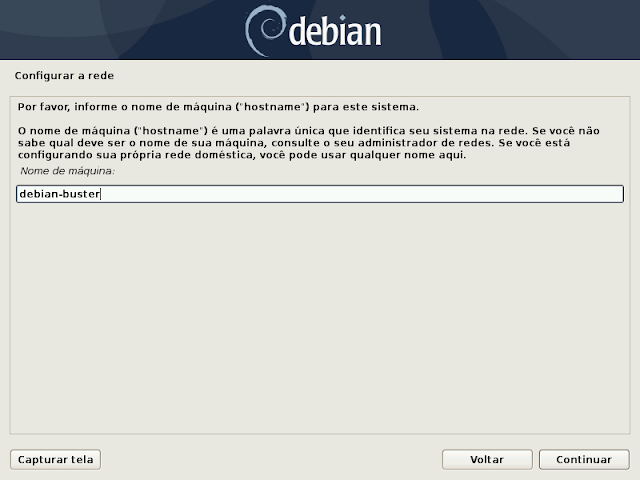 debian
Configurar a rede
Por favor, informe o nome de máquina ("hostname") para este sistema.
O nome de máquina ("hostname") é uma palavra única que identifica seu sistema na rede. Se você não
sabe qual deve ser o nome de sua máquina, consulte o seu administrador de redes. Se você está
configurando sua própria rede doméstica, você pode usar qualquer nome aqui.
Nome de máquina:
debian-buster
Capturar tela
Voltar
Continuar